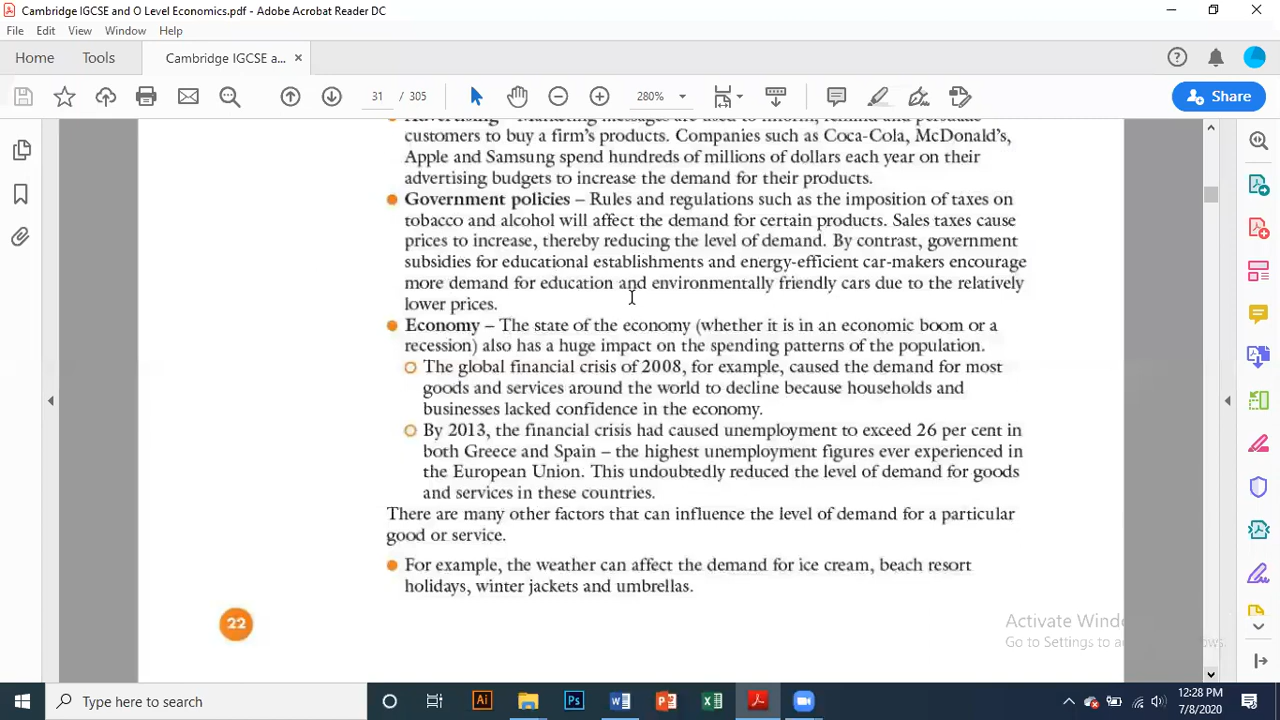 Cambridge IGCSE and O Level Economics.pdf - Adobe Acrobat Reader DC
File Edit View Window Help
Home Tools Cambridge IGCSE a... ×
31 / 305 280% Share
Advertising – Marketing messages are used to inform, remind and persuade
customers to buy a firm's products. Companies such as Coca-Cola, McDonald's,
Apple and Samsung spend hundreds of millions of dollars each year on their
advertising budgets to increase the demand for their products.
Government policies – Rules and regulations such as the imposition of taxes on
tobacco and alcohol will affect the demand for certain products. Sales taxes cause
prices to increase, thereby reducing the level of demand. By contrast, government
subsidies for educational establishments and energy-efficient car-makers encourage
more demand for education and environmentally friendly cars due to the relatively
lower prices.
Economy – The state of the economy (whether it is in an economic boom or a
recession) also has a huge impact on the spending patterns of the population.
The global financial crisis of 2008, for example, caused the demand for most
goods and services around the world to decline because households and
businesses lacked confidence in the economy.
By 2013, the financial crisis had caused unemployment to exceed 26 per cent in
both Greece and Spain – the highest unemployment figures ever experienced in
the European Union. This undoubtedly reduced the level of demand for goods
and services in these countries.
There are many other factors that can influence the level of demand for a particular
good or service.
For example, the weather can affect the demand for ice cream, beach resort
holidays, winter jackets and umbrellas.
22
Activate Windo
Go to Settings to a ows.
Type here to search
Ai Ps
12:28 PM
7/8/2020